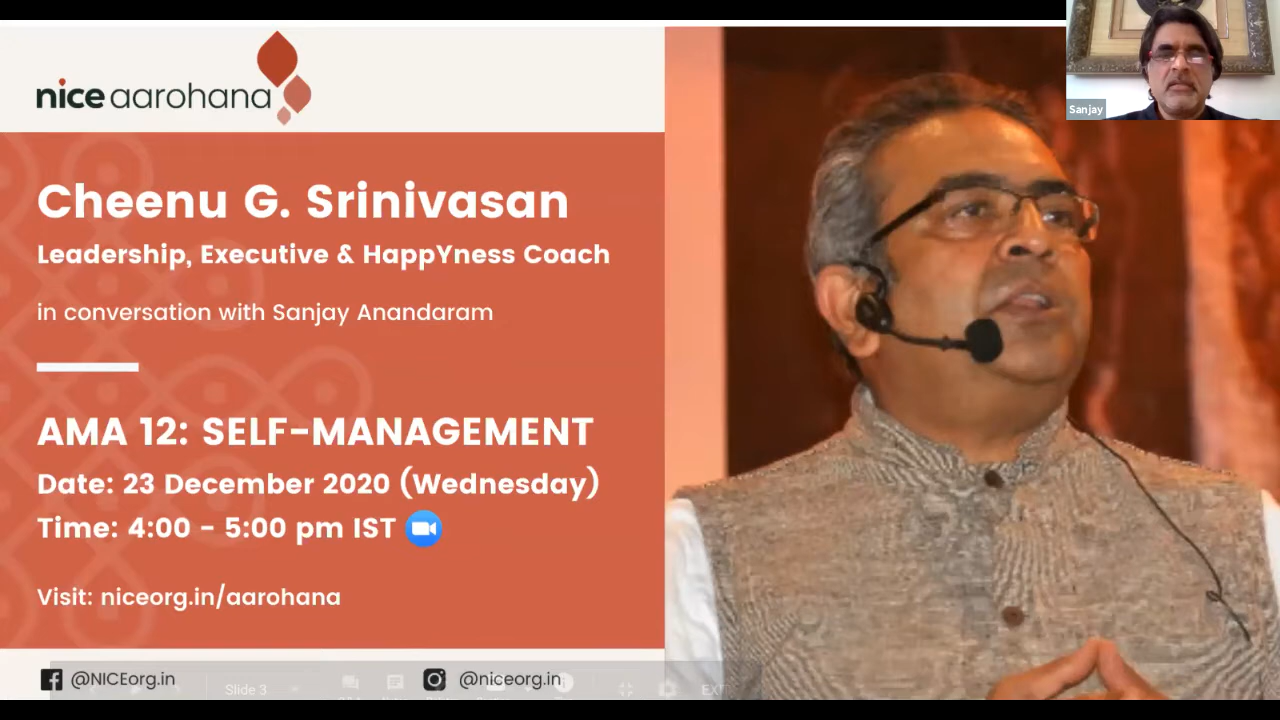 nice aarohana
Sanjay
Cheenu G. Srinivasan
Leadership, Executive & HappYness Coach
in conversation with Sanjay Anandaram
AMA 12: SELF-MANAGEMENT
Date: 23 December 2020 (Wednesday)
Time: 4:00 - 5:00 pm IST
Visit: niceorg.in/aarohana
@NICEorg.in
@niceorg.in
Slide 3